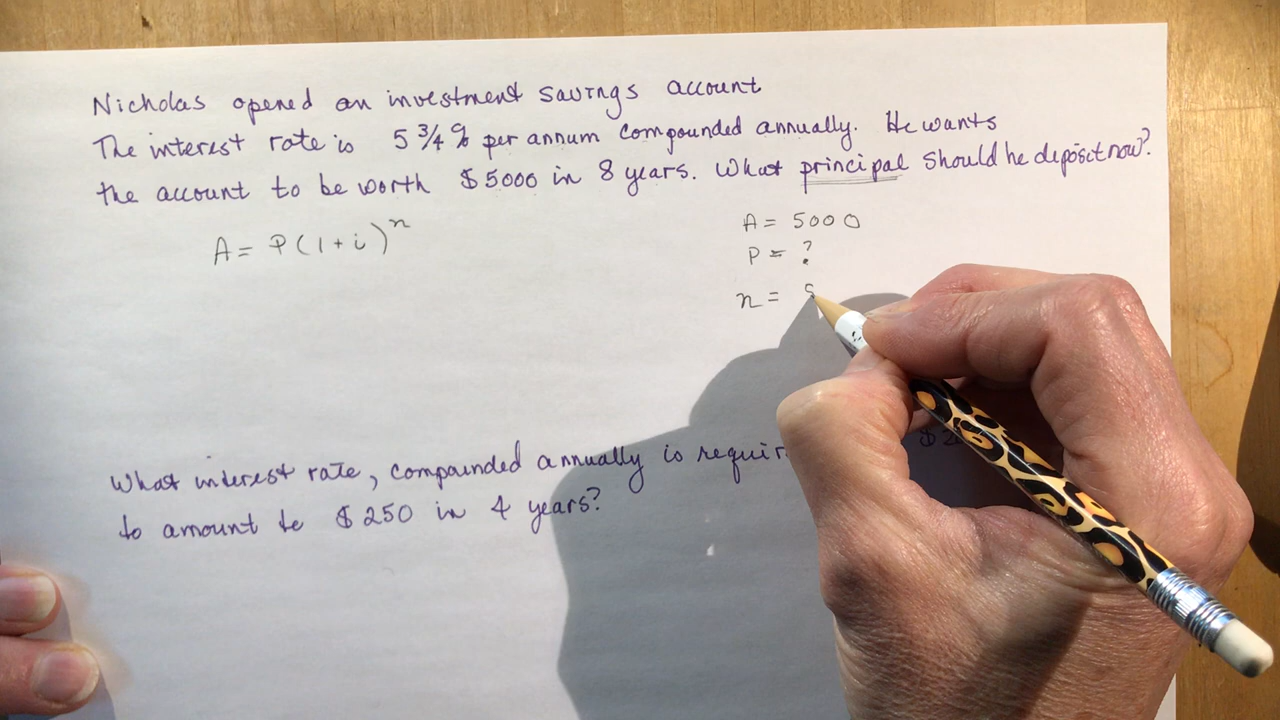 Nicholas opened an investment savings account
The interest rate is 5 3/4 % per annum compounded annually. He wants
the account to be worth $5000 in 8 years. What principal should he deposit now?
A = P(1+i)^n
A = 5000
P = ?
n =
What interest rate, compounded annually is
to amount to $250 in 4 years?